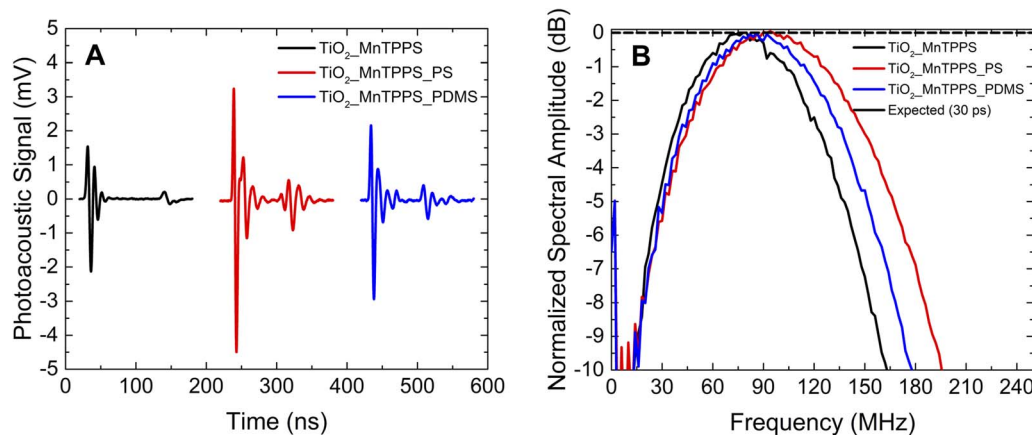 A
TiO2_MnTPPS
TiO2_MnTPPS_PS
TiO2_MnTPPS_PDMS
Photoacoustic Signal (mV)
5
4
3
2
1
0
-1
-2
-3
-4
-5
0 100 200 300 400 500 600
Time (ns)
B
TiO2_MnTPPS
TiO2_MnTPPS_PS
TiO2_MnTPPS_PDMS
Expected (30 ps)
Normalized Spectral Amplitude (dB)
0
-1
-2
-3
-4
-5
-6
-7
-8
-9
-10
0 30 60 90 120 150 180 210 240
Frequency (MHz)